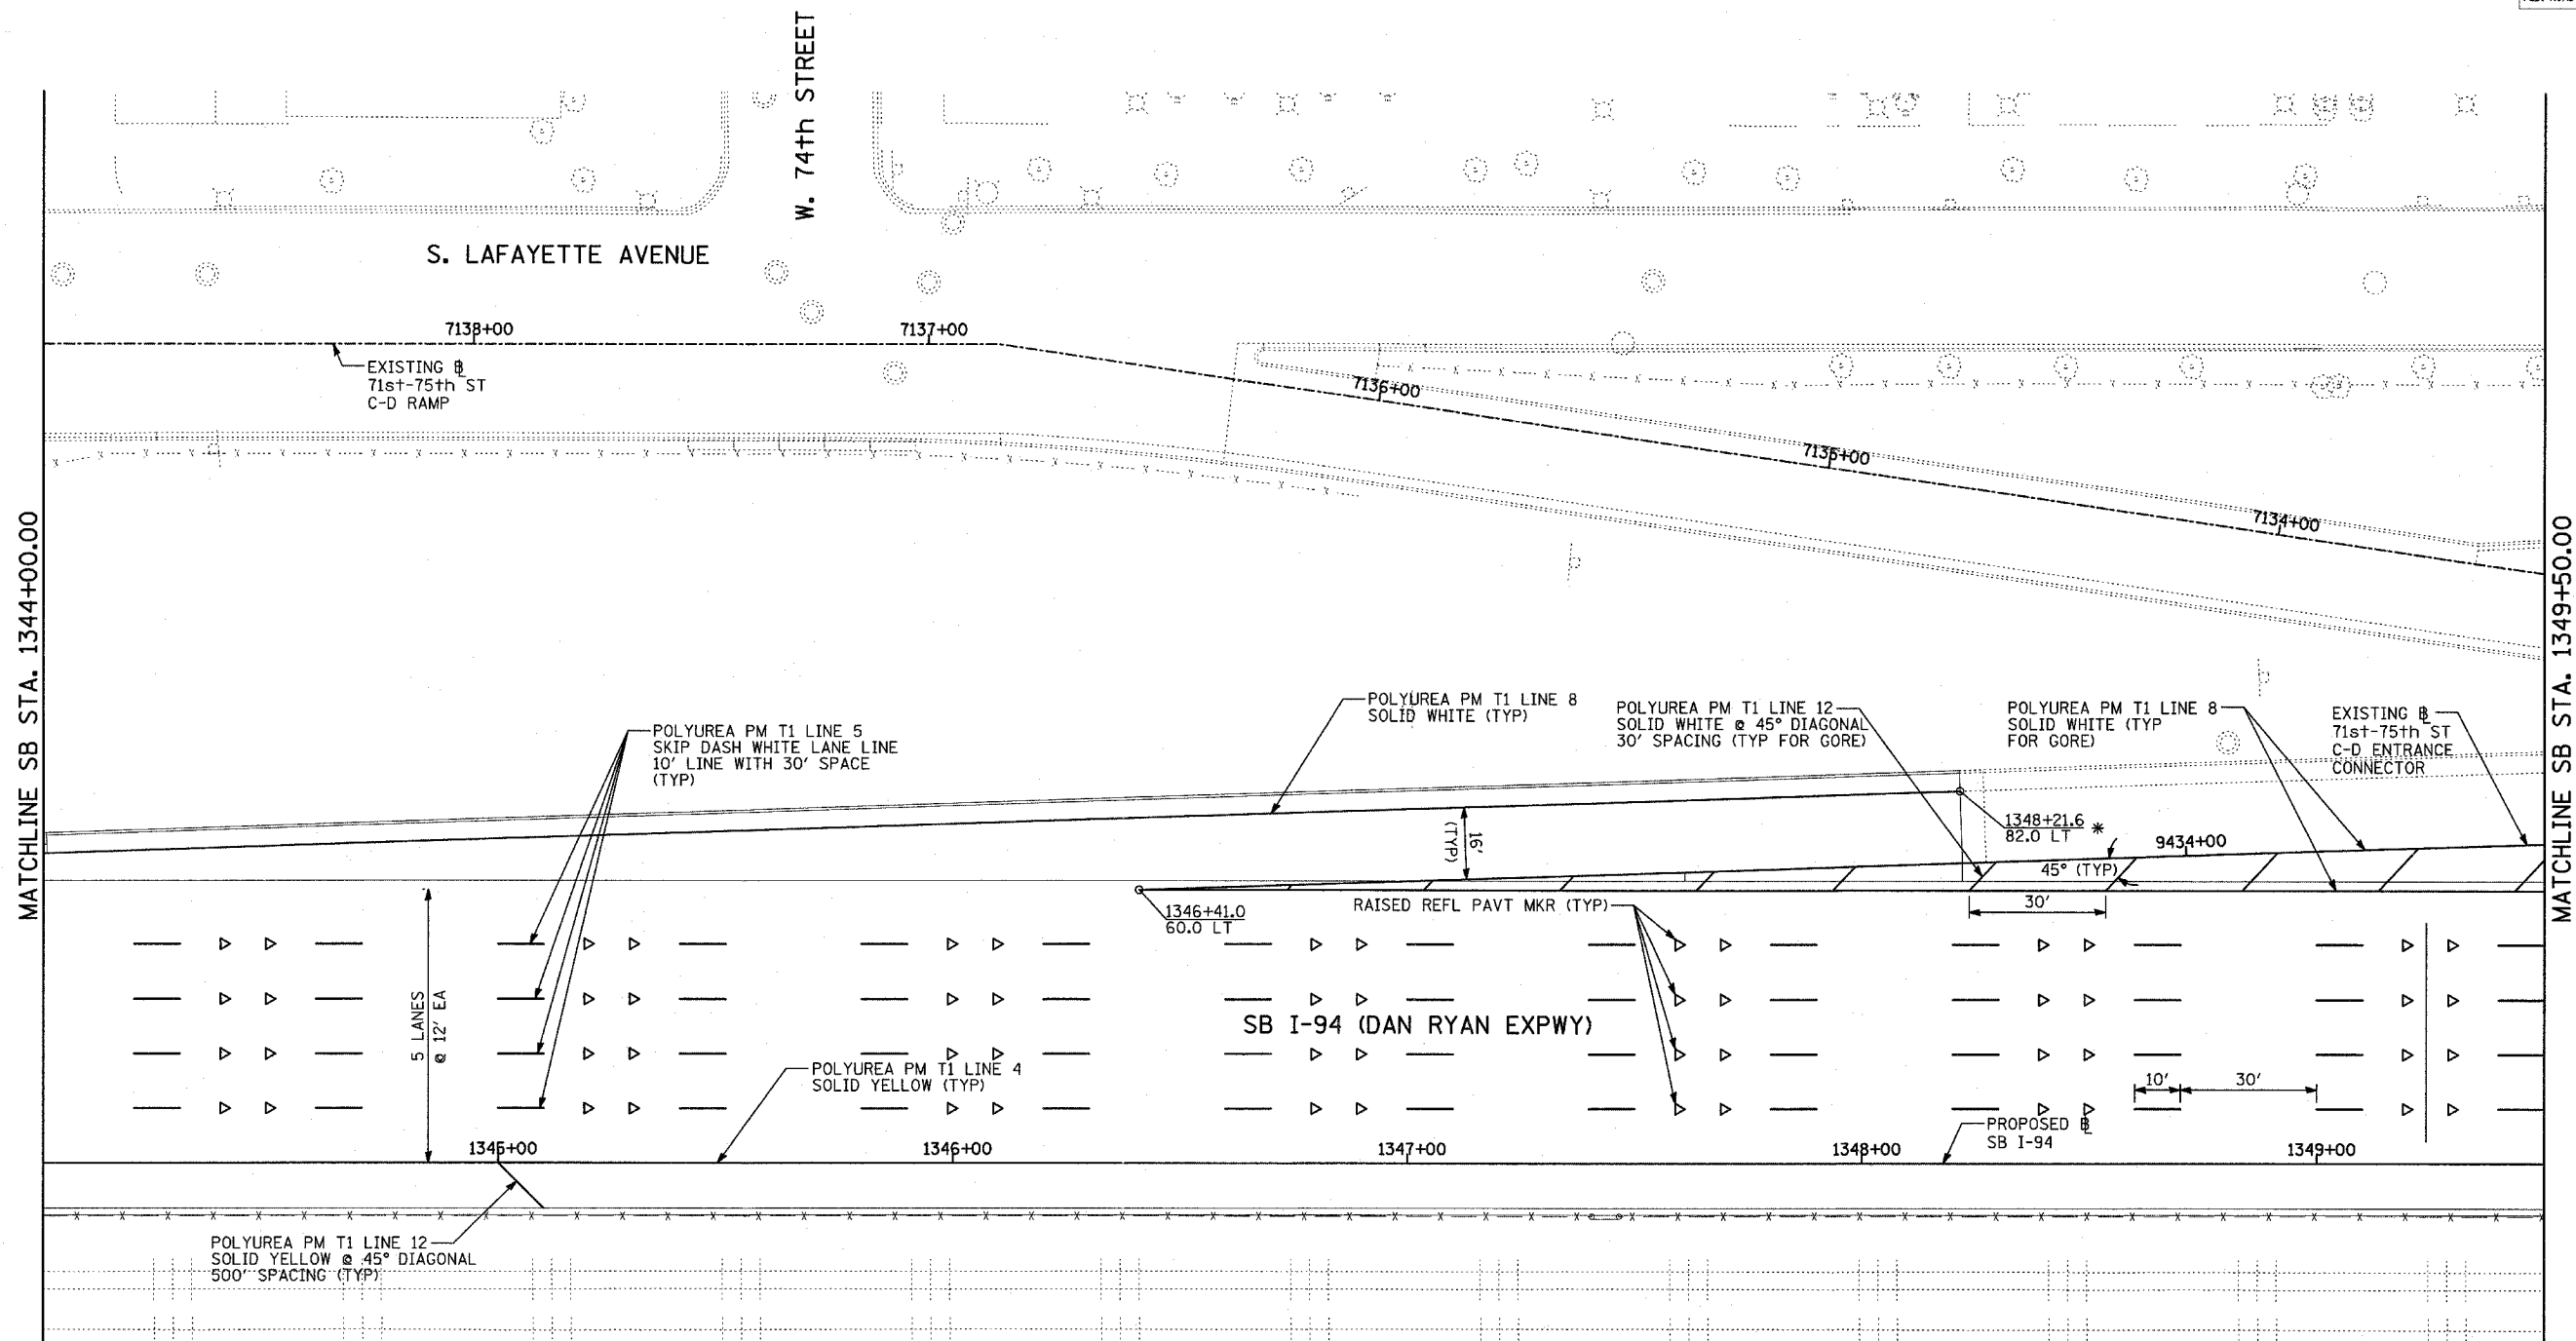 W. 74th STREET
S. LAFAYETTE AVENUE
7138+00
7137+00
EXISTING ℄
71st-75th ST
C-D RAMP
7136+00
7135+00
7134+00
MATCHLINE SB STA. 1344+00.00
MATCHLINE SB STA. 1349+50.00
POLYUREA PM T1 LINE 5
SKIP DASH WHITE LANE LINE
10' LINE WITH 30' SPACE
(TYP)
POLYUREA PM T1 LINE 8
SOLID WHITE (TYP)
POLYUREA PM T1 LINE 12
SOLID WHITE @ 45° DIAGONAL
30' SPACING (TYP FOR GORE)
POLYUREA PM T1 LINE 8
SOLID WHITE (TYP
FOR GORE)
EXISTING ℄
71st-75th ST
C-D ENTRANCE
CONNECTOR
16'
(TYP)
1348+21.6 *
82.0 LT
9434+00
45° (TYP)
1346+41.0
60.0 LT
RAISED REFL PAVT MKR (TYP)
30'
5 LANES
@ 12' EA
SB I-94 (DAN RYAN EXPWY)
POLYUREA PM T1 LINE 4
SOLID YELLOW (TYP)
10'
30'
PROPOSED ℄
SB I-94
1345+00
1346+00
1347+00
1348+00
1349+00
POLYUREA PM T1 LINE 12
SOLID YELLOW @ 45° DIAGONAL
500' SPACING (TYP)